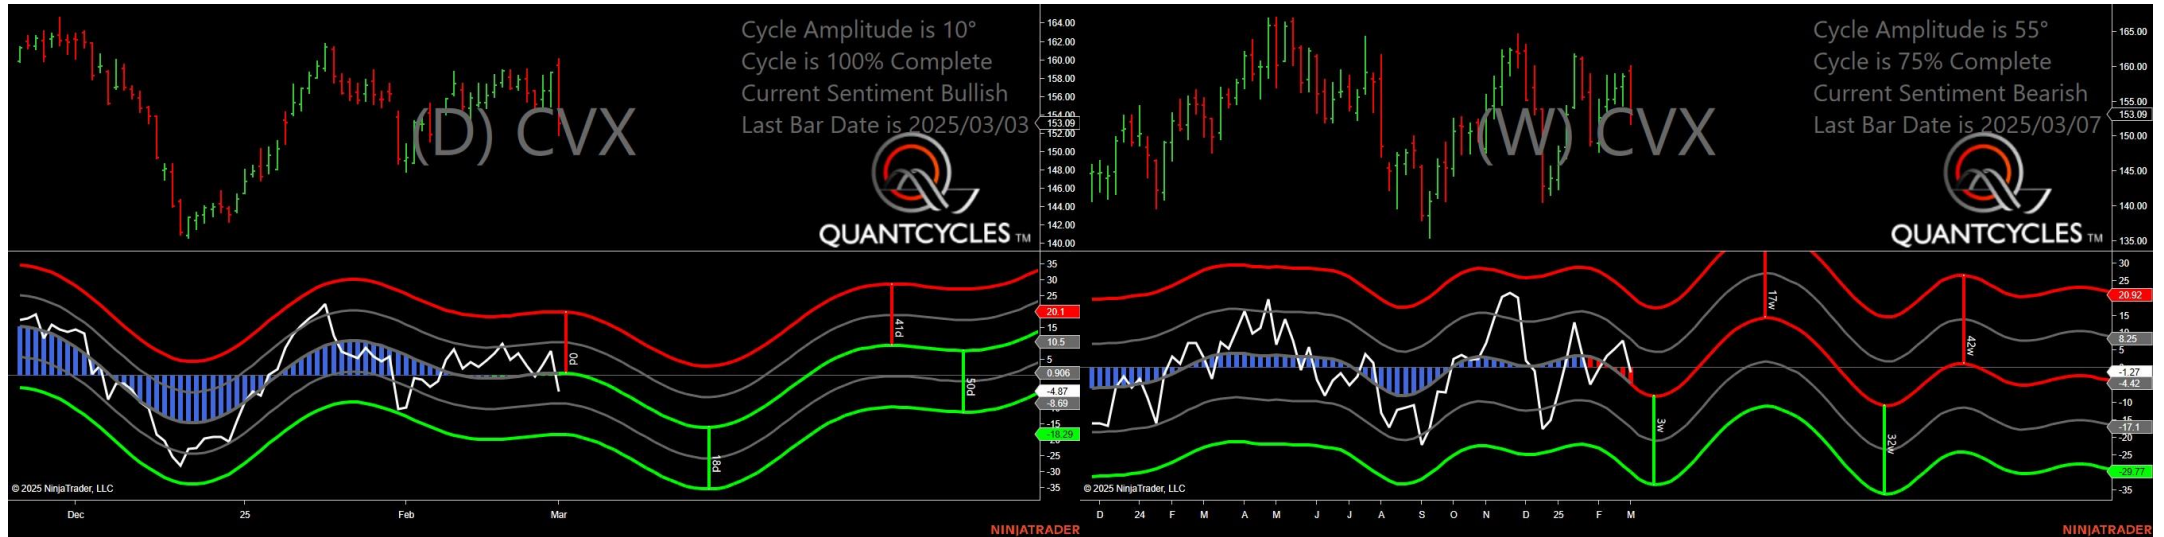 Cycle Amplitude is 10°
Cycle is 100% Complete
Current Sentiment Bullish
Last Bar Date is 2025/03/03
(D) CVX
QUANTCYCLES TM
164.00
162.00
160.00
158.00
156.00
154.00
153.09
152.00
150.00
148.00
146.00
144.00
142.00
140.00
35
30
25
20.1
15
10.5
5
0.906
-4.87
-8.69
-15
-18.29
-20
-25
-30
-35
0d
18d
41d
50d
© 2025 NinjaTrader, LLC
Dec
25
Feb
Mar
NINJATRADER
Cycle Amplitude is 55°
Cycle is 75% Complete
Current Sentiment Bearish
Last Bar Date is 2025/03/07
(W) CVX
QUANTCYCLES TM
165.00
160.00
155.00
153.09
150.00
145.00
140.00
135.00
30
25
20.92
15
10
8.25
5
-1.27
-4.42
-10
-15
-17.1
-20
-25
-29.77
-35
3w
17w
32w
42w
© 2025 NinjaTrader, LLC
D 24 F M A M J J A S O N D 25 F M
NINJATRADER